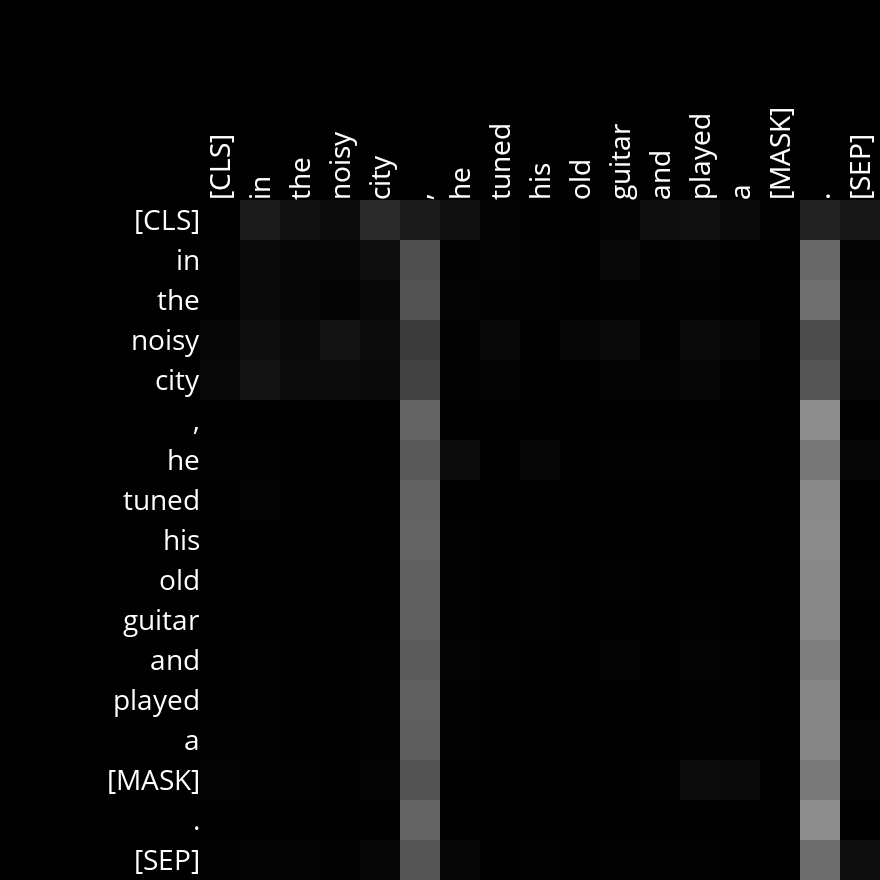 [CLS] in the noisy city , he tuned his old guitar and played a [MASK] . [SEP]
[CLS]
in
the
noisy
city
,
he
tuned
his
old
guitar
and
played
a
[MASK]
.
[SEP]